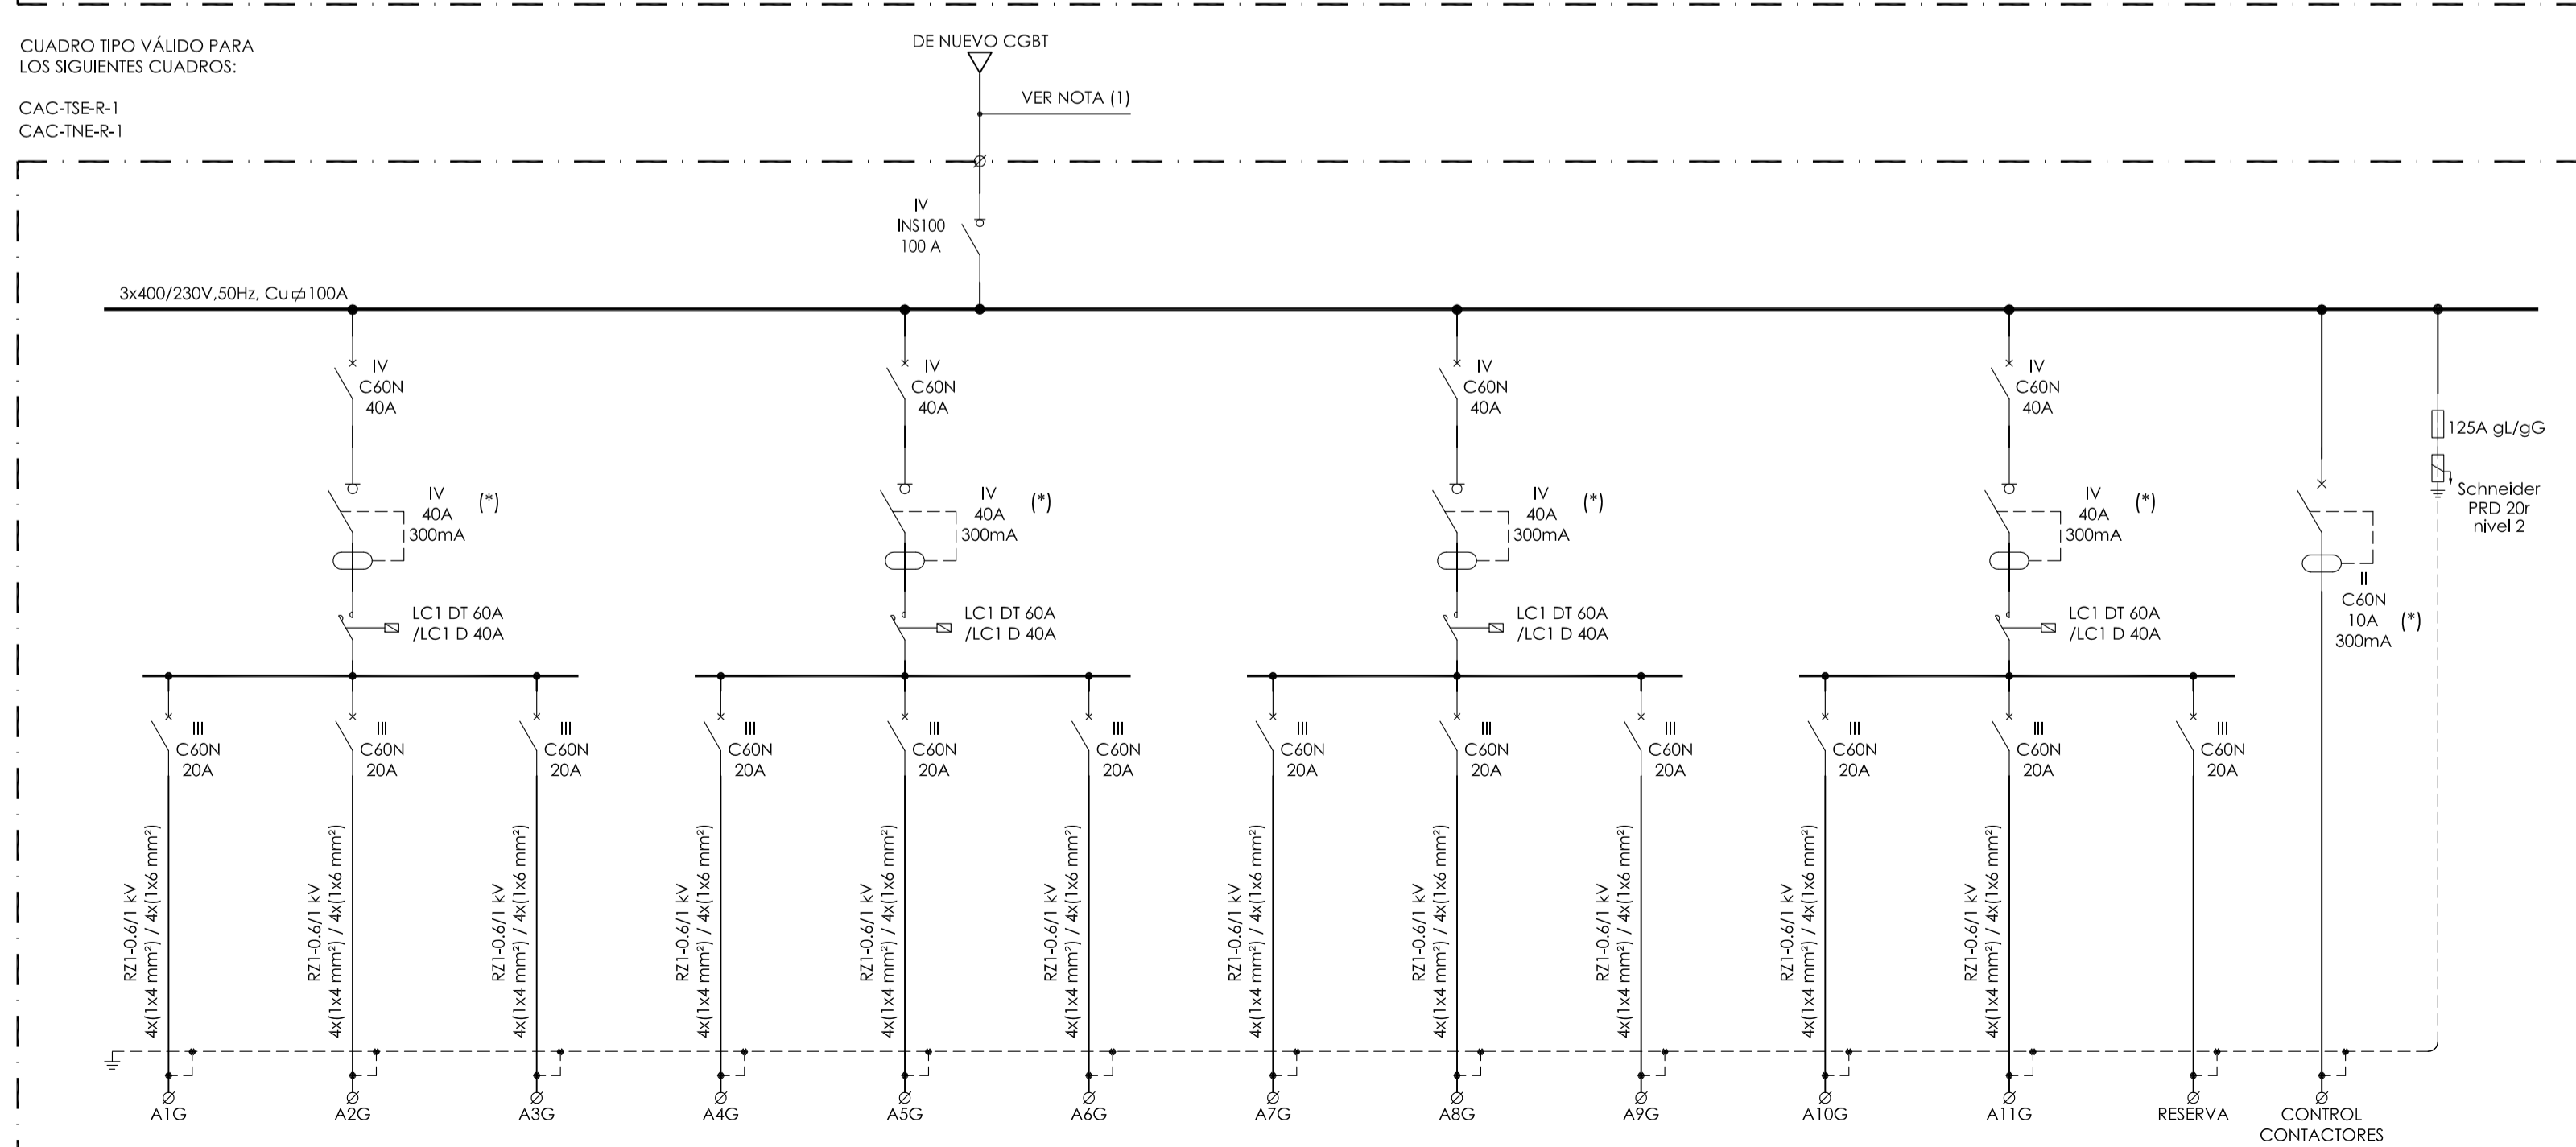 CUADRO TIPO VÁLIDO PARA
LOS SIGUIENTES CUADROS:
CAC-TSE-R-1
CAC-TNE-R-1
DE NUEVO CGBT
VER NOTA (1)
IV
INS100
100 A
3x400/230V,50Hz, Cu 100A
IV
C60N
40A
IV
C60N
40A
IV
C60N
40A
IV
C60N
40A
125A gL/gG
Schneider
PRD 20r
nivel 2
IV
40A
300mA
(*)
IV
40A
300mA
(*)
IV
40A
300mA
(*)
IV
40A
300mA
(*)
II
C60N
10A
300mA
(*)
LC1 DT 60A
/LC1 D 40A
LC1 DT 60A
/LC1 D 40A
LC1 DT 60A
/LC1 D 40A
LC1 DT 60A
/LC1 D 40A
III
C60N
20A
III
C60N
20A
III
C60N
20A
III
C60N
20A
III
C60N
20A
III
C60N
20A
III
C60N
20A
III
C60N
20A
III
C60N
20A
III
C60N
20A
III
C60N
20A
III
C60N
20A
RZ1-0.6/1 kV
4x(1x4 mm²) / 4x(1x6 mm²)
RZ1-0.6/1 kV
4x(1x4 mm²) / 4x(1x6 mm²)
RZ1-0.6/1 kV
4x(1x4 mm²) / 4x(1x6 mm²)
RZ1-0.6/1 kV
4x(1x4 mm²) / 4x(1x6 mm²)
RZ1-0.6/1 kV
4x(1x4 mm²) / 4x(1x6 mm²)
RZ1-0.6/1 kV
4x(1x4 mm²) / 4x(1x6 mm²)
RZ1-0.6/1 kV
4x(1x4 mm²) / 4x(1x6 mm²)
RZ1-0.6/1 kV
4x(1x4 mm²) / 4x(1x6 mm²)
RZ1-0.6/1 kV
4x(1x4 mm²) / 4x(1x6 mm²)
RZ1-0.6/1 kV
4x(1x4 mm²) / 4x(1x6 mm²)
RZ1-0.6/1 kV
4x(1x4 mm²) / 4x(1x6 mm²)
A1G
A2G
A3G
A4G
A5G
A6G
A7G
A8G
A9G
A10G
A11G
RESERVA
CONTROL
CONTACTORES